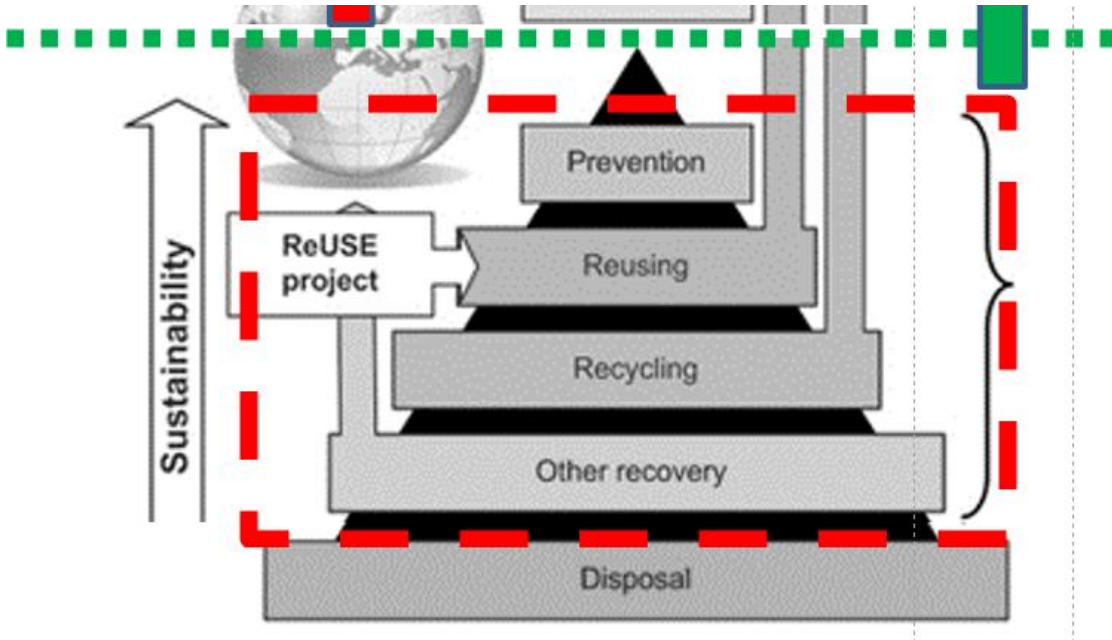 Prevention
ReUSE
project
Reusing
Recycling
Sustainability
Other recovery
Disposal